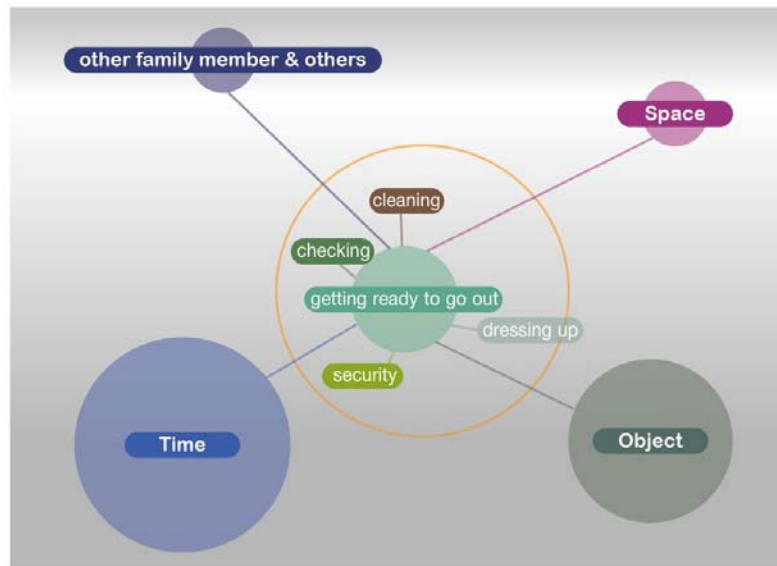 other family member & others
Space
cleaning
checking
getting ready to go out
dressing up
security
Time
Object